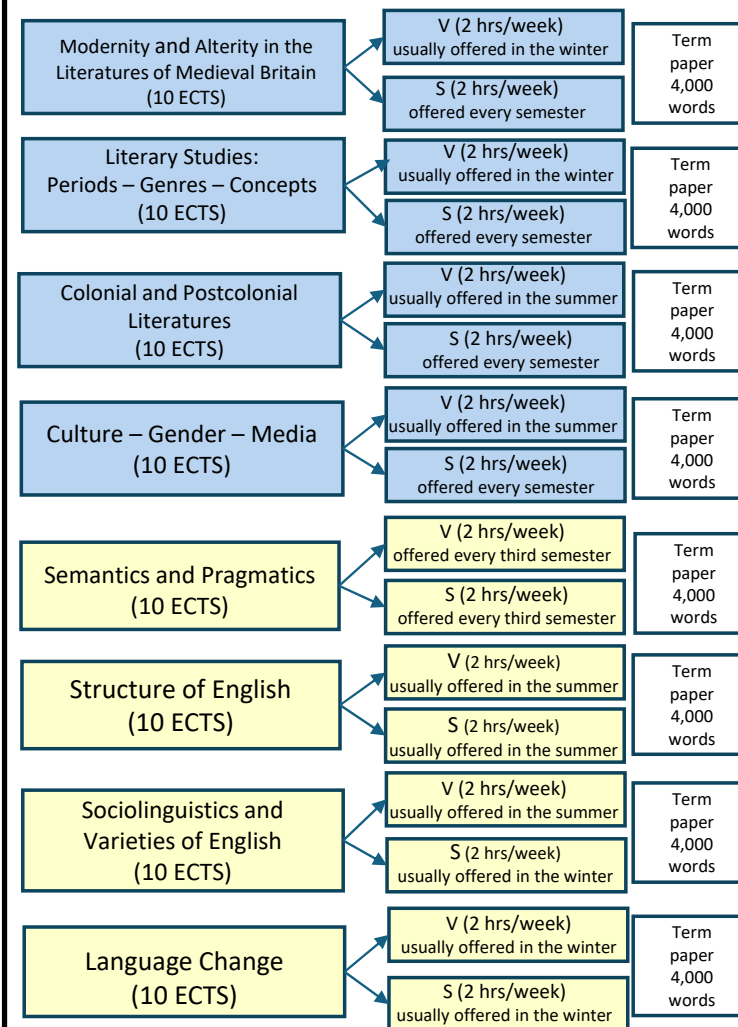 Modernity and Alterity in the
Literatures of Medieval Britain
(10 ECTS)
V (2 hrs/week)
usually offered in the winter
S (2 hrs/week)
offered every semester
Term
paper
4,000
words
Literary Studies:
Periods – Genres – Concepts
(10 ECTS)
V (2 hrs/week)
usually offered in the winter
S (2 hrs/week)
offered every semester
Term
paper
4,000
words
Colonial and Postcolonial
Literatures
(10 ECTS)
V (2 hrs/week)
usually offered in the summer
S (2 hrs/week)
offered every semester
Term
paper
4,000
words
Culture – Gender – Media
(10 ECTS)
V (2 hrs/week)
usually offered in the summer
S (2 hrs/week)
offered every semester
Term
paper
4,000
words
Semantics and Pragmatics
(10 ECTS)
V (2 hrs/week)
offered every third semester
S (2 hrs/week)
offered every third semester
Term
paper
4,000
words
Structure of English
(10 ECTS)
V (2 hrs/week)
usually offered in the summer
S (2 hrs/week)
usually offered in the summer
Term
paper
4,000
words
Sociolinguistics and
Varieties of English
(10 ECTS)
V (2 hrs/week)
usually offered in the summer
S (2 hrs/week)
usually offered in the winter
Term
paper
4,000
words
Language Change
(10 ECTS)
V (2 hrs/week)
usually offered in the winter
S (2 hrs/week)
usually offered in the winter
Term
paper
4,000
words